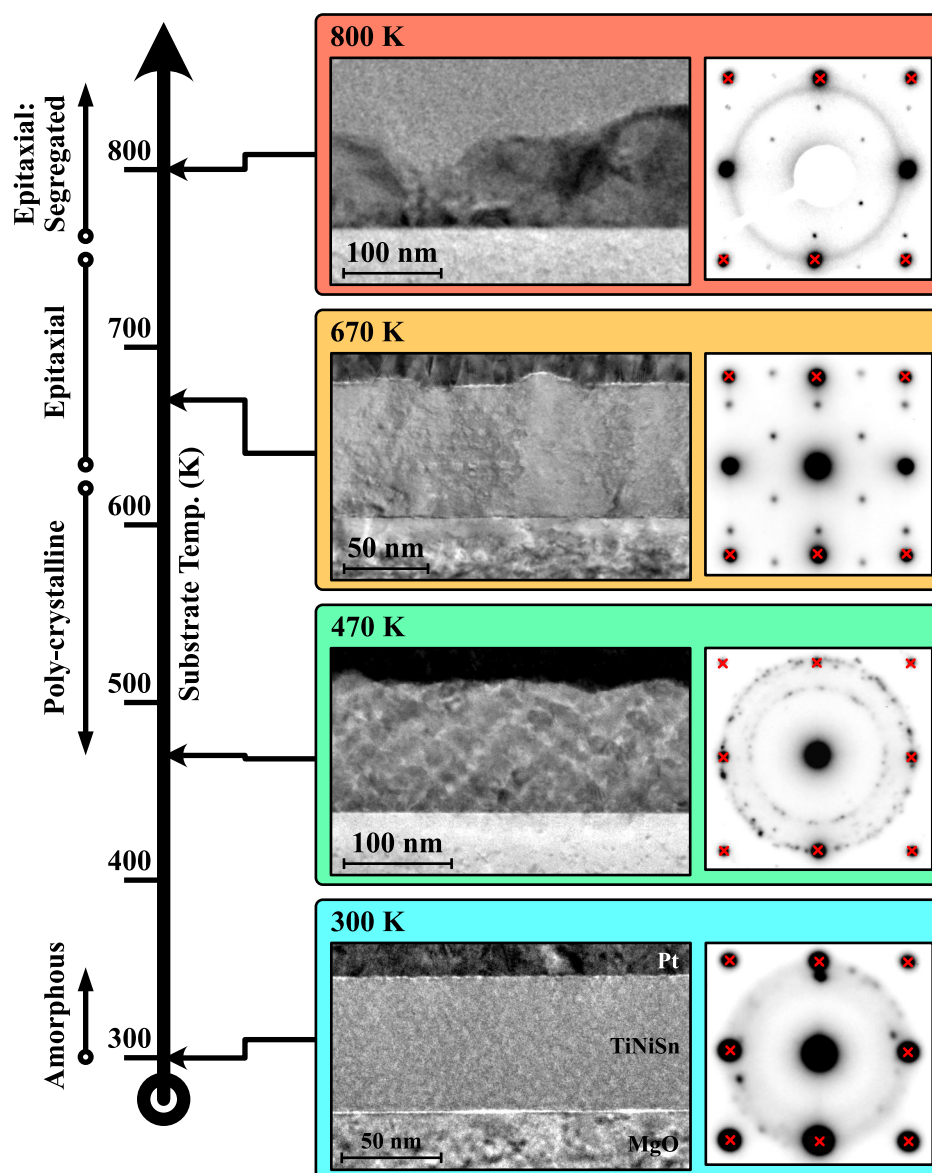 800 K
100 nm
670 K
50 nm
470 K
100 nm
300 K
Pt
TiNiSn
MgO
50 nm
Epitaxial:
Segregated
Epitaxial
Poly-crystalline
Amorphous
800
700
600
500
400
300
Substrate Temp. (K)